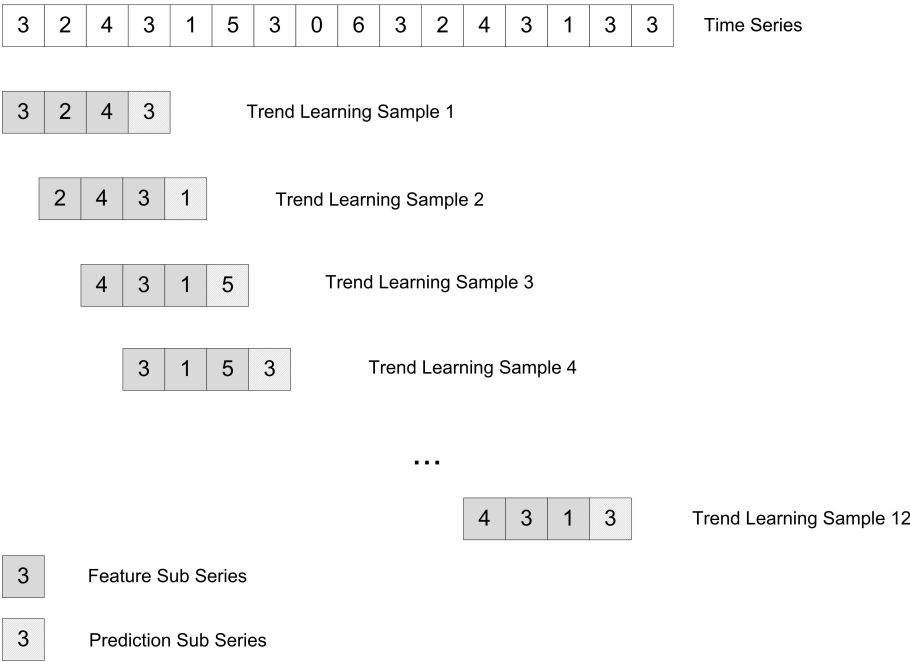 3 2 4 3 1 5 3 0 6 3 2 4 3 1 3 3 Time Series
3 2 4 3 Trend Learning Sample 1
2 4 3 1 Trend Learning Sample 2
4 3 1 5 Trend Learning Sample 3
3 1 5 3 Trend Learning Sample 4
...
4 3 1 3 Trend Learning Sample 12
3 Feature Sub Series
3 Prediction Sub Series